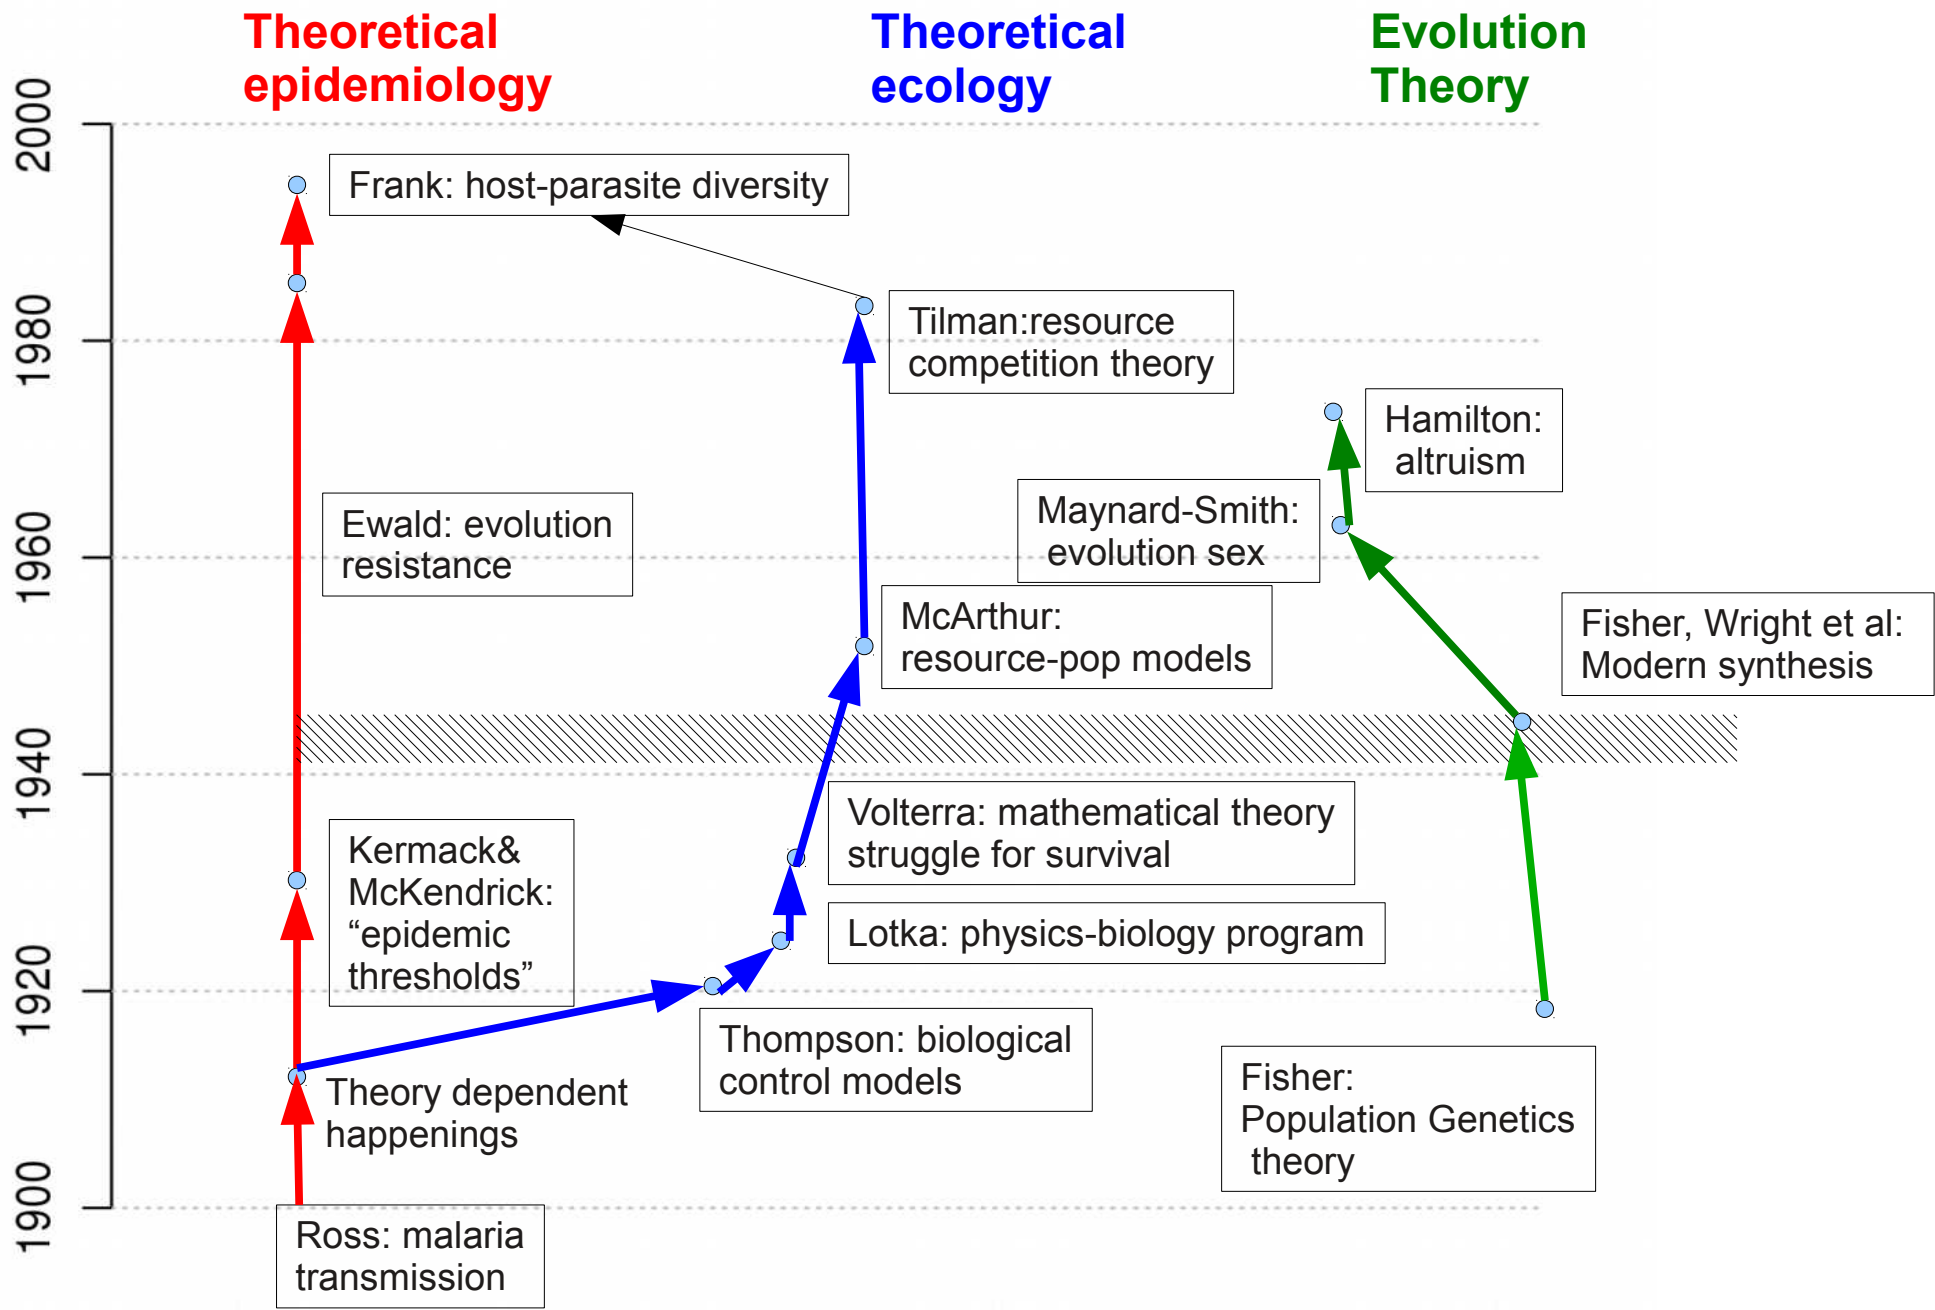 Theoretical
epidemiology
Theoretical
ecology
Evolution
Theory
2000
1980
1960
1940
1920
1900
Frank: host-parasite diversity
Tilman:resource
competition theory
Hamilton:
altruism
Maynard-Smith:
evolution sex
Ewald: evolution
resistance
McArthur:
resource-pop models
Fisher, Wright et al:
Modern synthesis
Volterra: mathematical theory
struggle for survival
Kermack&
McKendrick:
“epidemic
thresholds”
Lotka: physics-biology program
Thompson: biological
control models
Theory dependent
happenings
Fisher:
Population Genetics
theory
Ross: malaria
transmission